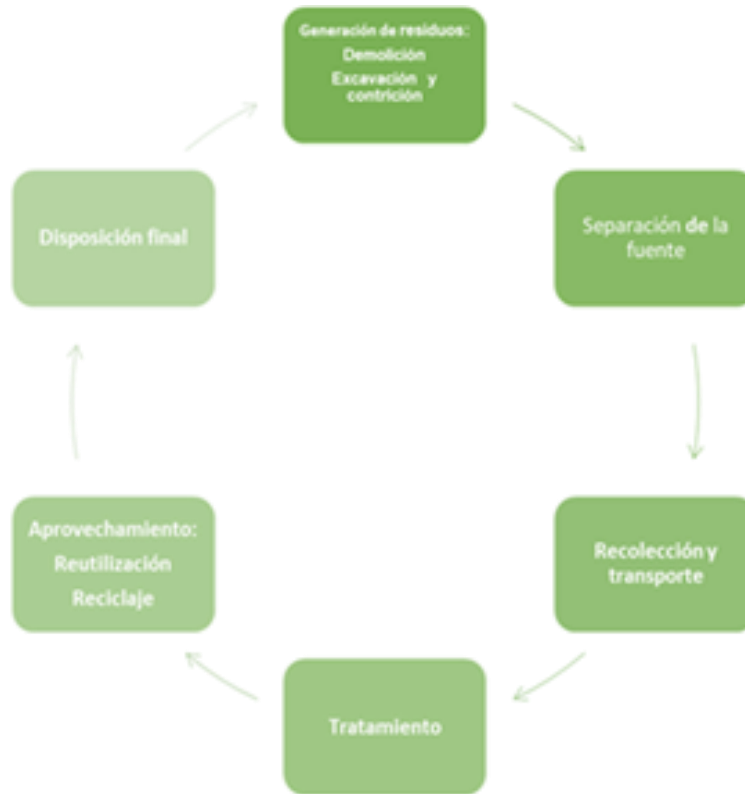 Generación de residuos:
Demolición
Excavación y
contrición
Separación de la
fuente
Recolección y
transporte
Tratamiento
Aprovechamiento:
Reutilización
Reciclaje
Disposición final